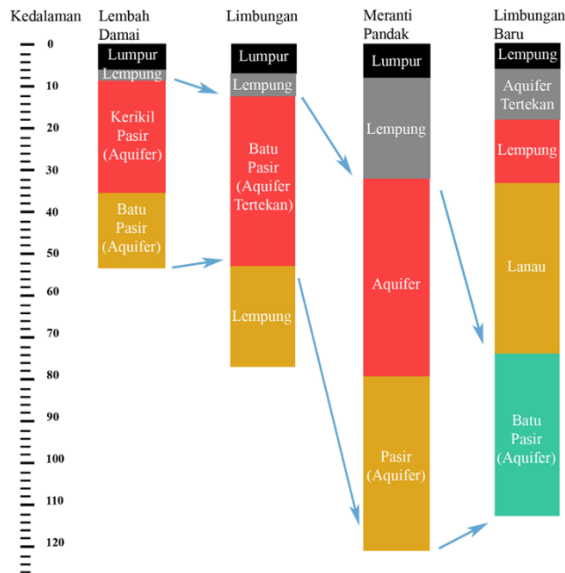 Kedalaman
Lembah
Damai
Limbungan
Meranti
Pandak
Limbungan
Baru
0
10
20
30
40
50
60
70
80
90
100
110
120
Lumpur
Lempung
Kerikil
Pasir
(Aquifer)
Batu
Pasir
(Aquifer)
Lumpur
Lempung
Batu
Pasir
(Aquifer
Tertekan)
Lempung
Lumpur
Lempung
Aquifer
Pasir
(Aquifer)
Lempung
Aquifer
Tertekan
Lempung
Lanau
Batu
Pasir
(Aquifer)